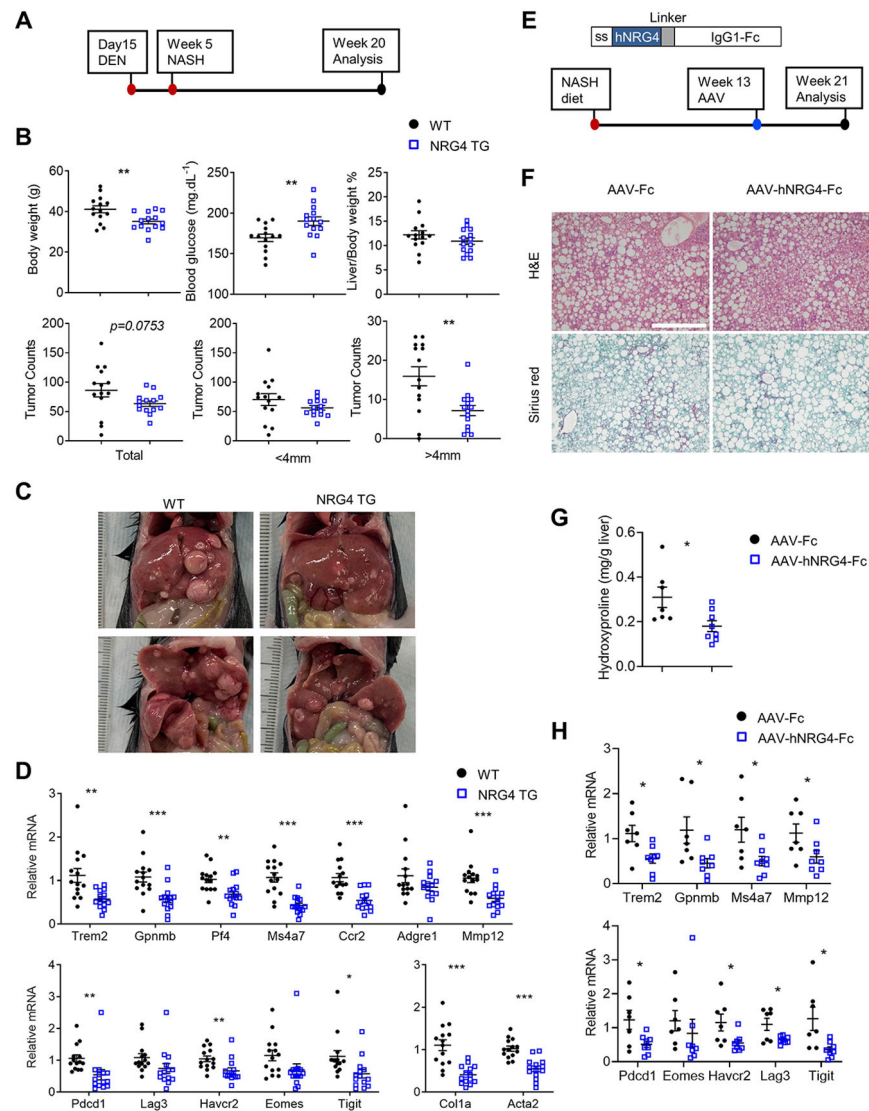 A
Day15
DEN
Week 5
NASH
Week 20
Analysis
B
WT
NRG4 TG
Body weight (g)
60
40
20
0
**
Blood glucose (mg.dL⁻¹)
250
200
150
100
**
Liver/Body weight %
25
20
15
10
5
0
Tumor Counts
200
150
100
50
0
p=0.0753
Total
Tumor Counts
200
150
100
50
0
<4mm
Tumor Counts
30
20
10
0
**
>4mm
C
WT
NRG4 TG
D
WT
NRG4 TG
Relative mRNA
3
2
1
0
** *** ** *** *** ***
Trem2 Gpnmb Pf4 Ms4a7 Ccr2 Adgre1 Mmp12
Relative mRNA
4
3
2
1
0
** ** *
Pdcd1 Lag3 Havcr2 Eomes Tigit
3
2
1
0
*** ***
Col1a Acta2
E
Linker
ss hNRG4 IgG1-Fc
NASH
diet
Week 13
AAV
Week 21
Analysis
F
AAV-Fc AAV-hNRG4-Fc
H&E
Sirius red
G
Hydroxyproline (mg/g liver)
0.6
0.4
0.2
0.0
*
AAV-Fc
AAV-hNRG4-Fc
H
AAV-Fc
AAV-hNRG4-Fc
Relative mRNA
3
2
1
0
* * * *
Trem2 Gpnmb Ms4a7 Mmp12
Relative mRNA
4
3
2
1
0
* * * *
Pdcd1 Eomes Havcr2 Lag3 Tigit